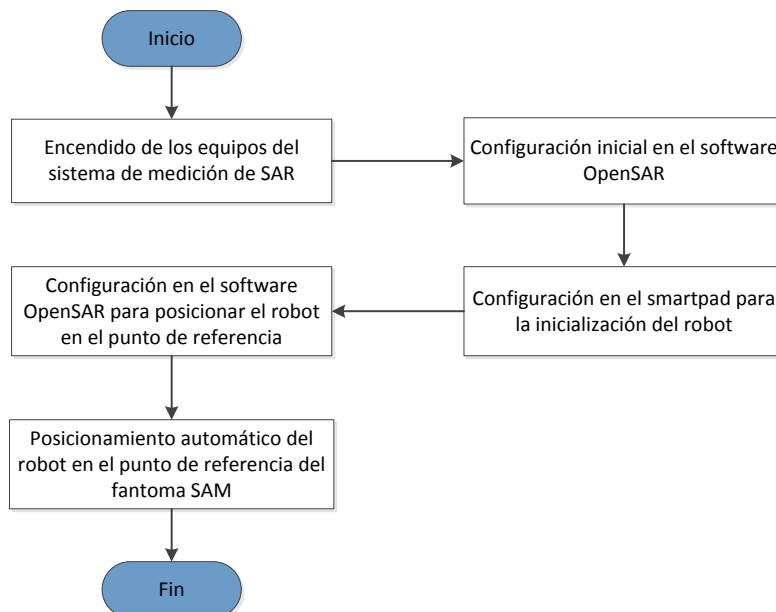 Inicio
Encendido de los equipos del
sistema de medición de SAR
Configuración inicial en el software
OpenSAR
Configuración en el smartpad para
la inicialización del robot
Configuración en el software
OpenSAR para posicionar el robot
en el punto de referencia
Posicionamiento automático del
robot en el punto de referencia del
fantoma SAM
Fin